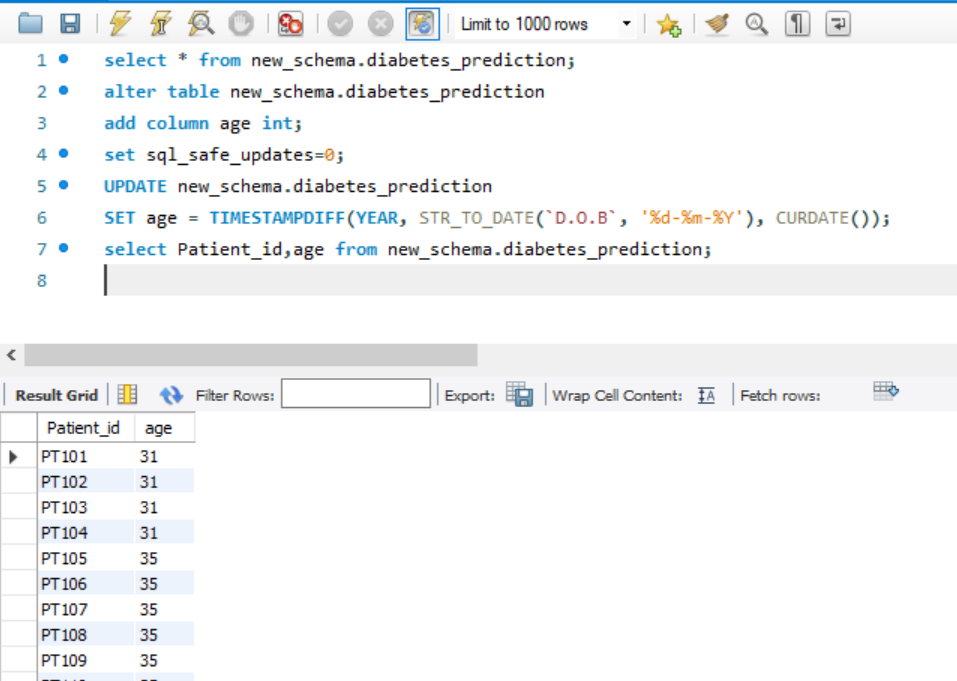 Limit to 1000 rows
1 select * from new_schema.diabetes_prediction;
2 alter table new_schema.diabetes_prediction
3 add column age int;
4 set sql_safe_updates=0;
5 UPDATE new_schema.diabetes_prediction
6 SET age = TIMESTAMPDIFF(YEAR, STR_TO_DATE(`D.O.B`, '%d-%m-%Y'), CURDATE());
7 select Patient_id,age from new_schema.diabetes_prediction;
8
Result Grid Filter Rows: Export: Wrap Cell Content: IA Fetch rows:
Patient_id age
PT101 31
PT102 31
PT103 31
PT104 31
PT105 35
PT106 35
PT107 35
PT108 35
PT109 35